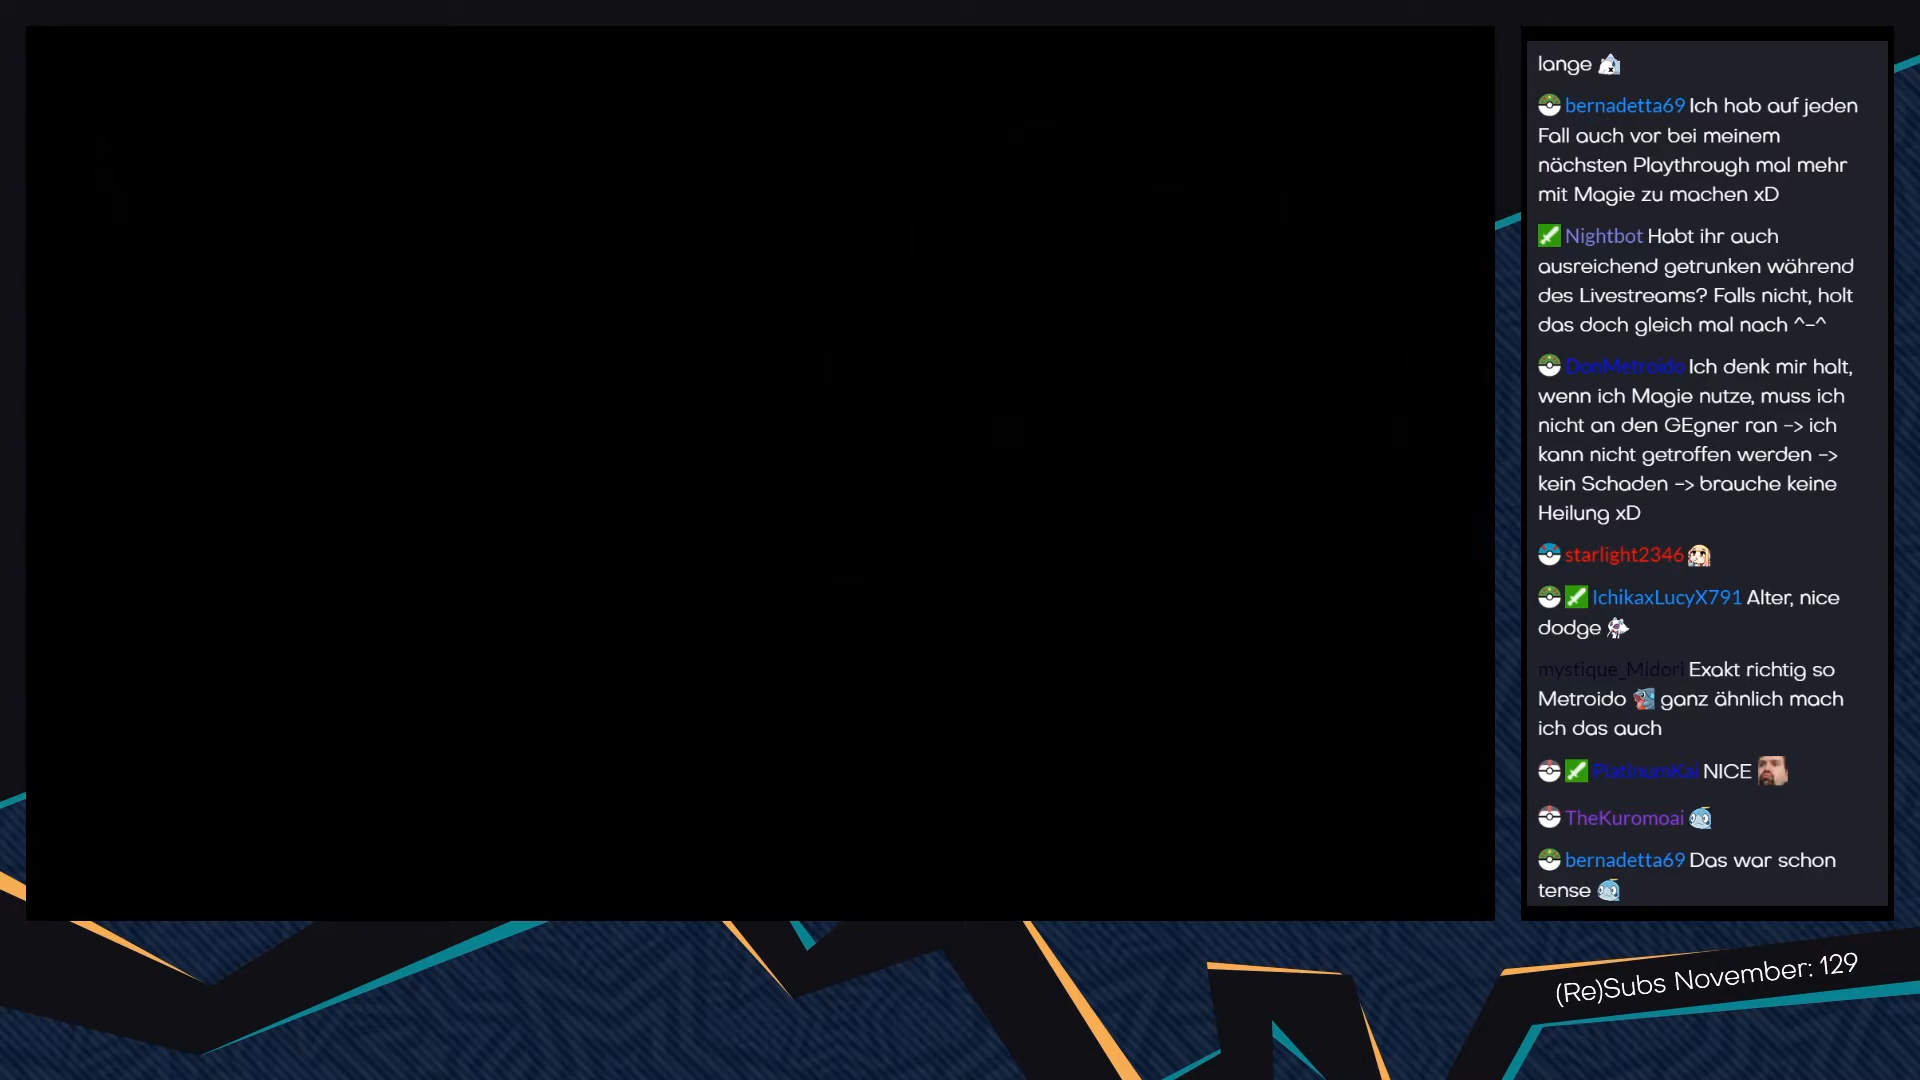 lange
bernadetta69 Ich hab auf jeden
Fall auch vor bei meinem
nächsten Playthrough mal mehr
mit Magie zu machen xD
Nightbot Habt ihr auch
ausreichend getrunken während
des Livestreams? Falls nicht, holt
das doch gleich mal nach ^-^
DonMetroido Ich denk mir halt,
wenn ich Magie nutze, muss ich
nicht an den GEgner ran -> ich
kann nicht getroffen werden ->
kein Schaden -> brauche keine
Heilung xD
starlight2346
IchikaxLucyX791 Alter, nice
dodge
mystique_Midori Exakt richtig so
Metroido ganz ähnlich mach
ich das auch
PlatinumKai NICE
TheKuromoai
bernadetta69 Das war schon
tense
(Re)Subs November: 129